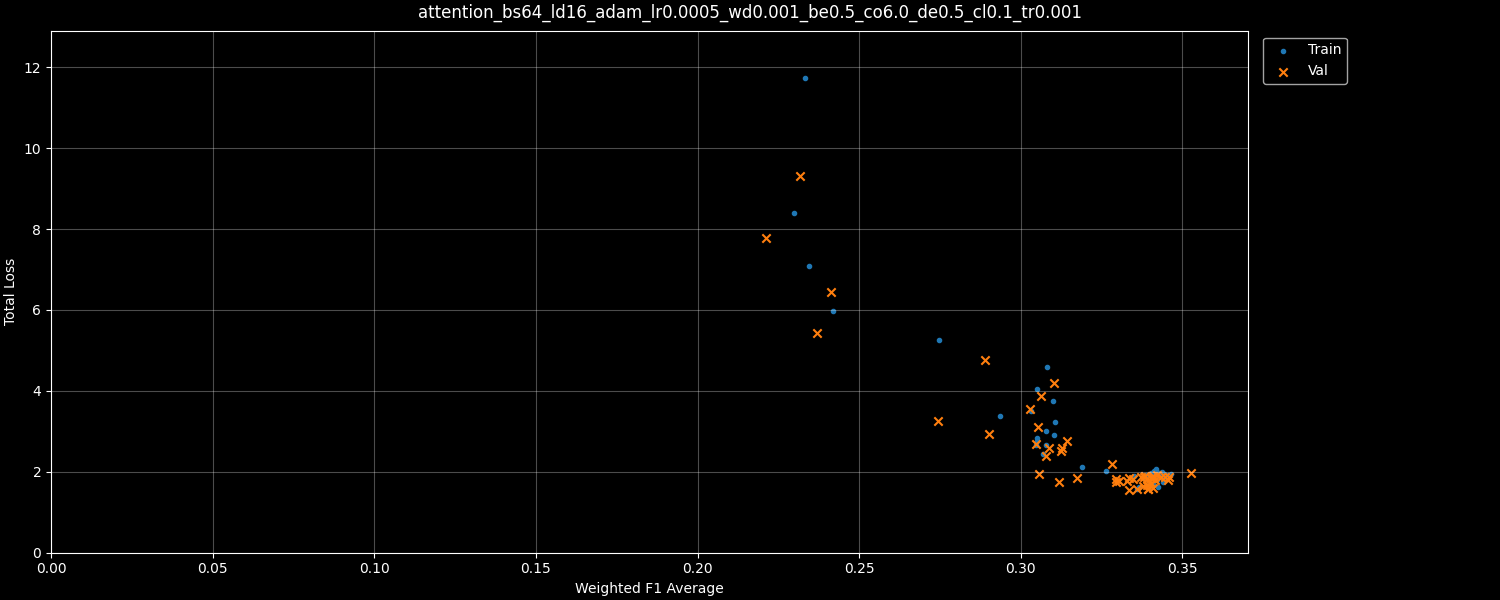 attention_bs64_ld16_adam_lr0.0005_wd0.001_be0.5_co6.0_de0.5_cl0.1_tr0.001
Train
Val
12
10
8
6
4
2
0
Total Loss
0.00 0.05 0.10 0.15 0.20 0.25 0.30 0.35
Weighted F1 Average